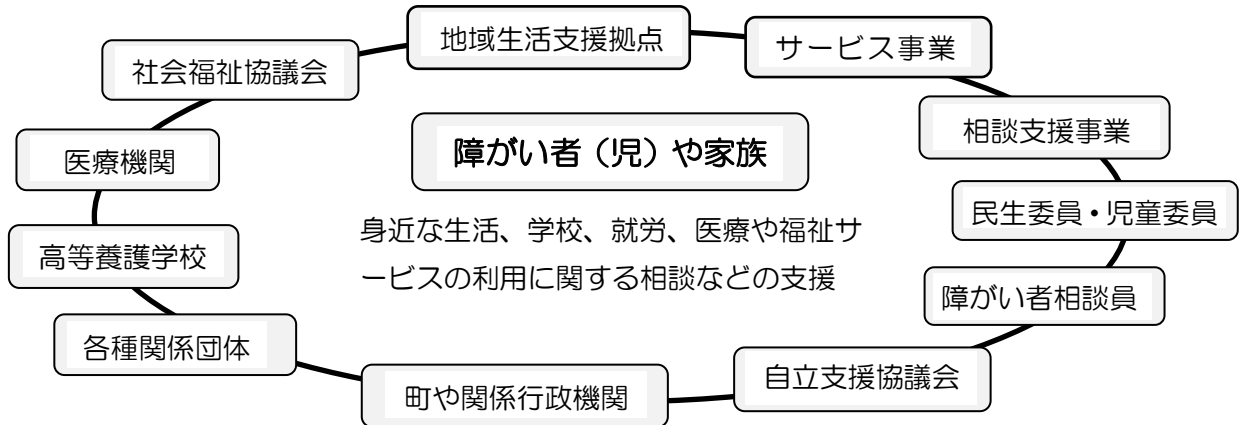 地域生活支援拠点
サービス事業
社会福祉協議会
相談支援事業
医療機関
障がい者（児）や家族
民生委員・児童委員
身近な生活、学校、就労、医療や福祉サ
ービスの利用に関する相談などの支援
高等養護学校
障がい者相談員
各種関係団体
自立支援協議会
町や関係行政機関